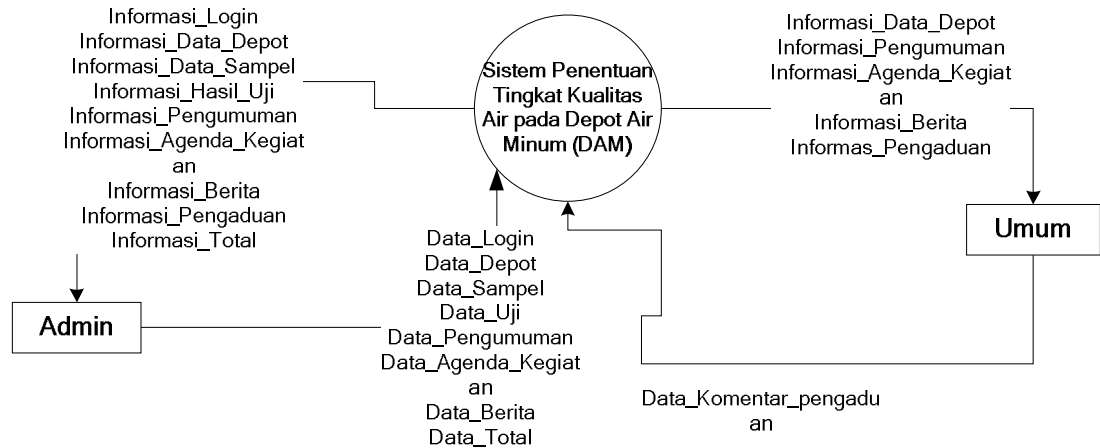 Informasi_Login
Informasi_Data_Depot
Informasi_Data_Sampel
Informasi_Hasil_Uji
Informasi_Pengumuman
Informasi_Agenda_Kegiat
an
Informasi_Berita
Informasi_Pengaduan
Informasi_Total
Sistem Penentuan
Tingkat Kualitas
Air pada Depot Air
Minum (DAM)
Informasi_Data_Depot
Informasi_Pengumuman
Informasi_Agenda_Kegiat
an
Informasi_Berita
Informas_Pengaduan
Umum
Admin
Data_Login
Data_Depot
Data_Sampel
Data_Uji
Data_Pengumuman
Data_Agenda_Kegiat
an
Data_Berita
Data_Total
Data_Komentar_pengadu
an